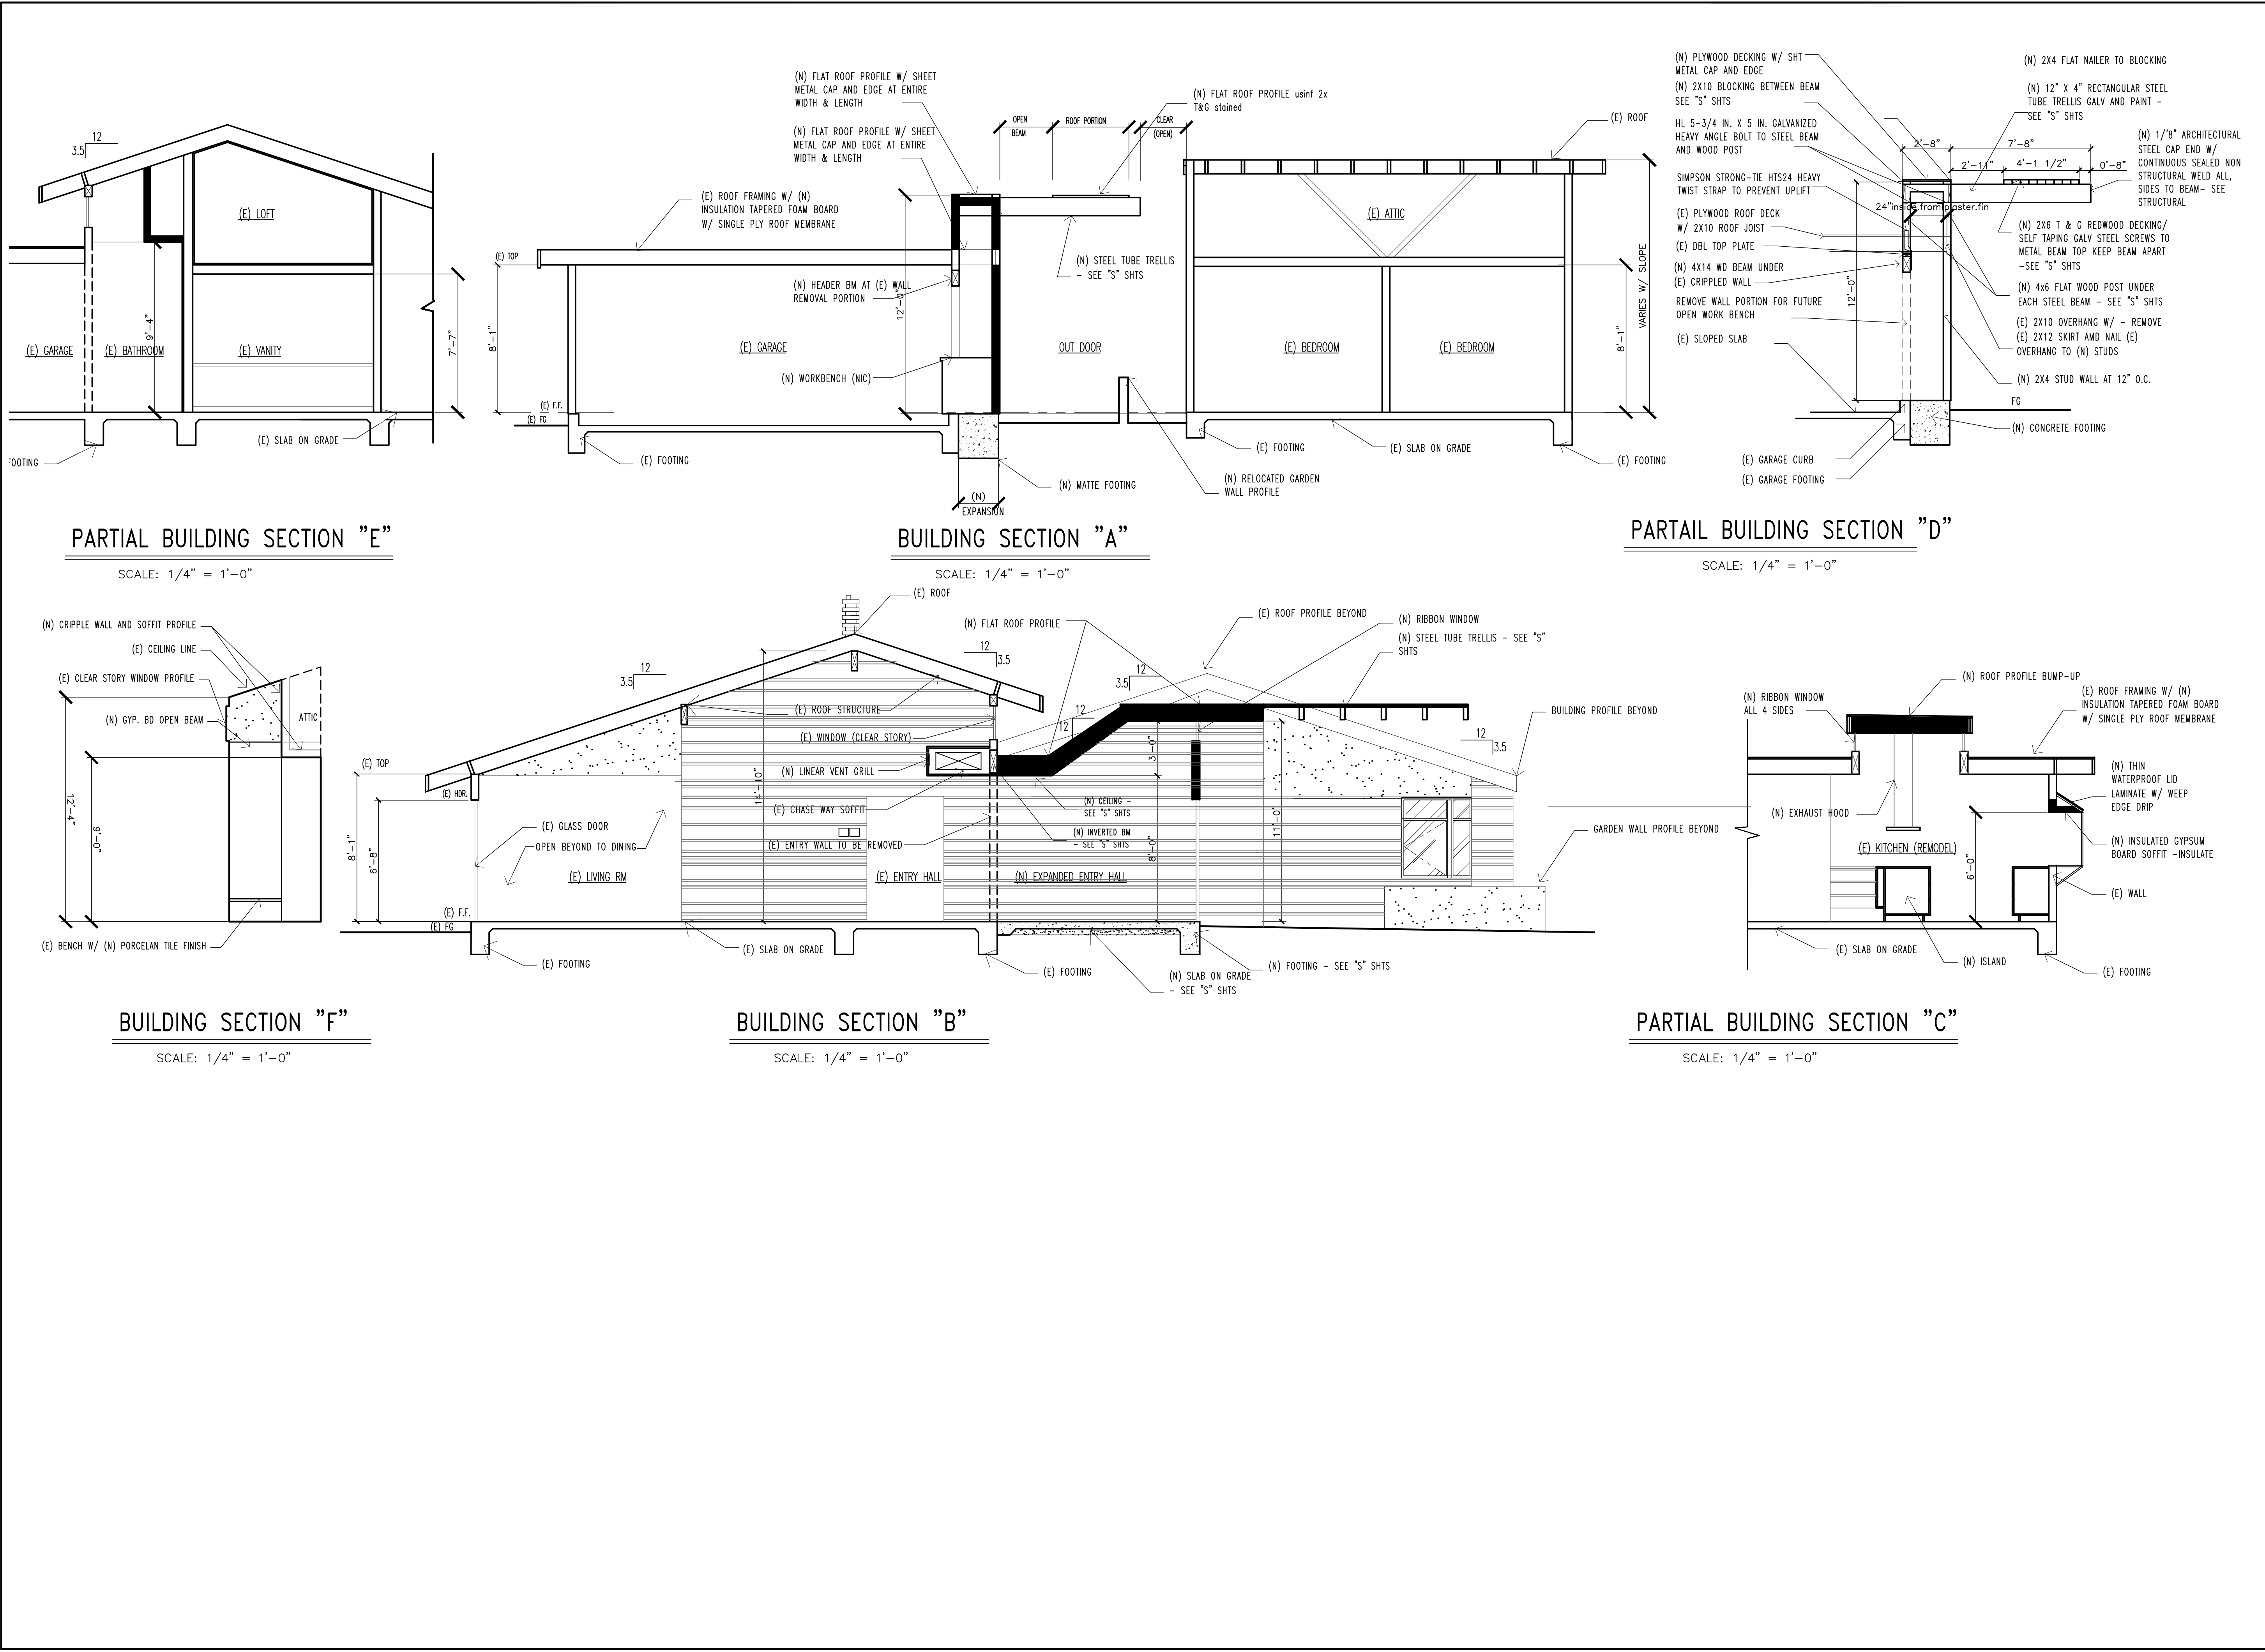 12
3.5
(E) LOFT
(E) GARAGE
(E) BATHROOM
(E) VANITY
9'-4"
7'-7"
(E) SLAB ON GRADE
FOOTING
PARTIAL BUILDING SECTION "E"
SCALE: 1/4" = 1'-0"
(N) FLAT ROOF PROFILE W/ SHEET
METAL CAP AND EDGE AT ENTIRE
WIDTH & LENGTH
(N) FLAT ROOF PROFILE W/ SHEET
METAL CAP AND EDGE AT ENTIRE
WIDTH & LENGTH
(E) ROOF FRAMING W/ (N)
INSULATION TAPERED FOAM BOARD
W/ SINGLE PLY ROOF MEMBRANE
OPEN
BEAM
ROOF PORTION
CLEAR
(OPEN)
(N) FLAT ROOF PROFILE usinf 2x
T&G stained
(E) ROOF
(E) TOP
8'-1"
(N) HEADER BM AT (E) WALL
REMOVAL PORTION
12'-0"
(N) STEEL TUBE TRELLIS
- SEE "S" SHTS
(E) ATTIC
(E) GARAGE
OUT DOOR
(E) BEDROOM
(E) BEDROOM
8'-1"
VARIES W/ SLOPE
(N) WORKBENCH (NIC)
(E) F.F.
(E) FG
(E) FOOTING
(N) MATTE FOOTING
(N)
EXPANSION
(E) FOOTING
(E) SLAB ON GRADE
(E) FOOTING
(N) RELOCATED GARDEN
WALL PROFILE
BUILDING SECTION "A"
SCALE: 1/4" = 1'-0"
(N) PLYWOOD DECKING W/ SHT
METAL CAP AND EDGE
(N) 2X10 BLOCKING BETWEEN BEAM
SEE "S" SHTS
HL 5-3/4 IN. X 5 IN. GALVANIZED
HEAVY ANGLE BOLT TO STEEL BEAM
AND WOOD POST
SIMPSON STRONG-TIE HTS24 HEAVY
TWIST STRAP TO PREVENT UPLIFT
(E) PLYWOOD ROOF DECK
W/ 2X10 ROOF JOIST
(E) DBL TOP PLATE
(N) 4X14 WD BEAM UNDER
(E) CRIPPLED WALL
REMOVE WALL PORTION FOR FUTURE
OPEN WORK BENCH
(E) SLOPED SLAB
(E) GARAGE CURB
(E) GARAGE FOOTING
2'-8"
7'-8"
2'-11"
4'-1 1/2"
0'-8"
24"inside.from plaster.fin
12'-0"
(N) 2X4 FLAT NAILER TO BLOCKING
(N) 12" X 4" RECTANGULAR STEEL
TUBE TRELLIS GALV AND PAINT -
SEE "S" SHTS
(N) 1/'8" ARCHITECTURAL
STEEL CAP END W/
CONTINUOUS SEALED NON
STRUCTURAL WELD ALL,
SIDES TO BEAM- SEE
STRUCTURAL
(N) 2X6 T & G REDWOOD DECKING/
SELF TAPING GALV STEEL SCREWS TO
METAL BEAM TOP KEEP BEAM APART
-SEE "S" SHTS
(N) 4x6 FLAT WOOD POST UNDER
EACH STEEL BEAM - SEE "S" SHTS
(E) 2X10 OVERHANG W/ - REMOVE
(E) 2X12 SKIRT AMD NAIL (E)
OVERHANG TO (N) STUDS
(N) 2X4 STUD WALL AT 12" O.C.
FG
(N) CONCRETE FOOTING
PARTAIL BUILDING SECTION "D"
SCALE: 1/4" = 1'-0"
(N) CRIPPLE WALL AND SOFFIT PROFILE
(E) CEILING LINE
(E) CLEAR STORY WINDOW PROFILE
(N) GYP. BD OPEN BEAM
ATTIC
12'-4"
9'-0"
(E) BENCH W/ (N) PORCELAN TILE FINISH
BUILDING SECTION "F"
SCALE: 1/4" = 1'-0"
(E) ROOF
(N) FLAT ROOF PROFILE
(E) ROOF PROFILE BEYOND
(N) RIBBON WINDOW
(N) STEEL TUBE TRELLIS - SEE "S"
SHTS
12
3.5
12
3.5
12
3.5
12
12
12
3.5
(E) ROOF STRUCTURE
(E) WINDOW (CLEAR STORY)
(N) LINEAR VENT GRILL
(E) CHASE WAY SOFFIT
(E) ENTRY WALL TO BE REMOVED
(N) CEILING -
SEE "S" SHTS
(N) INVERTED BM
- SEE "S" SHTS
BUILDING PROFILE BEYOND
GARDEN WALL PROFILE BEYOND
(E) TOP
(E) HDR.
8'-1"
6'-8"
14'-10"
3'-0"
8'-0"
11'-0"
(E) GLASS DOOR
OPEN BEYOND TO DINING
(E) LIVING RM
(E) ENTRY HALL
(N) EXPANDED ENTRY HALL
(E) F.F.
(E) FG
(E) FOOTING
(E) SLAB ON GRADE
(E) FOOTING
(N) SLAB ON GRADE
- SEE "S" SHTS
(N) FOOTING - SEE "S" SHTS
BUILDING SECTION "B"
SCALE: 1/4" = 1'-0"
(N) ROOF PROFILE BUMP-UP
(N) RIBBON WINDOW
ALL 4 SIDES
(E) ROOF FRAMING W/ (N)
INSULATION TAPERED FOAM BOARD
W/ SINGLE PLY ROOF MEMBRANE
(N) THIN
WATERPROOF LID
LAMINATE W/ WEEP
EDGE DRIP
(N) EXHAUST HOOD
(E) KITCHEN (REMODEL)
6'-0"
(N) INSULATED GYPSUM
BOARD SOFFIT -INSULATE
(E) WALL
(E) SLAB ON GRADE
(N) ISLAND
(E) FOOTING
PARTIAL BUILDING SECTION "C"
SCALE: 1/4" = 1'-0"